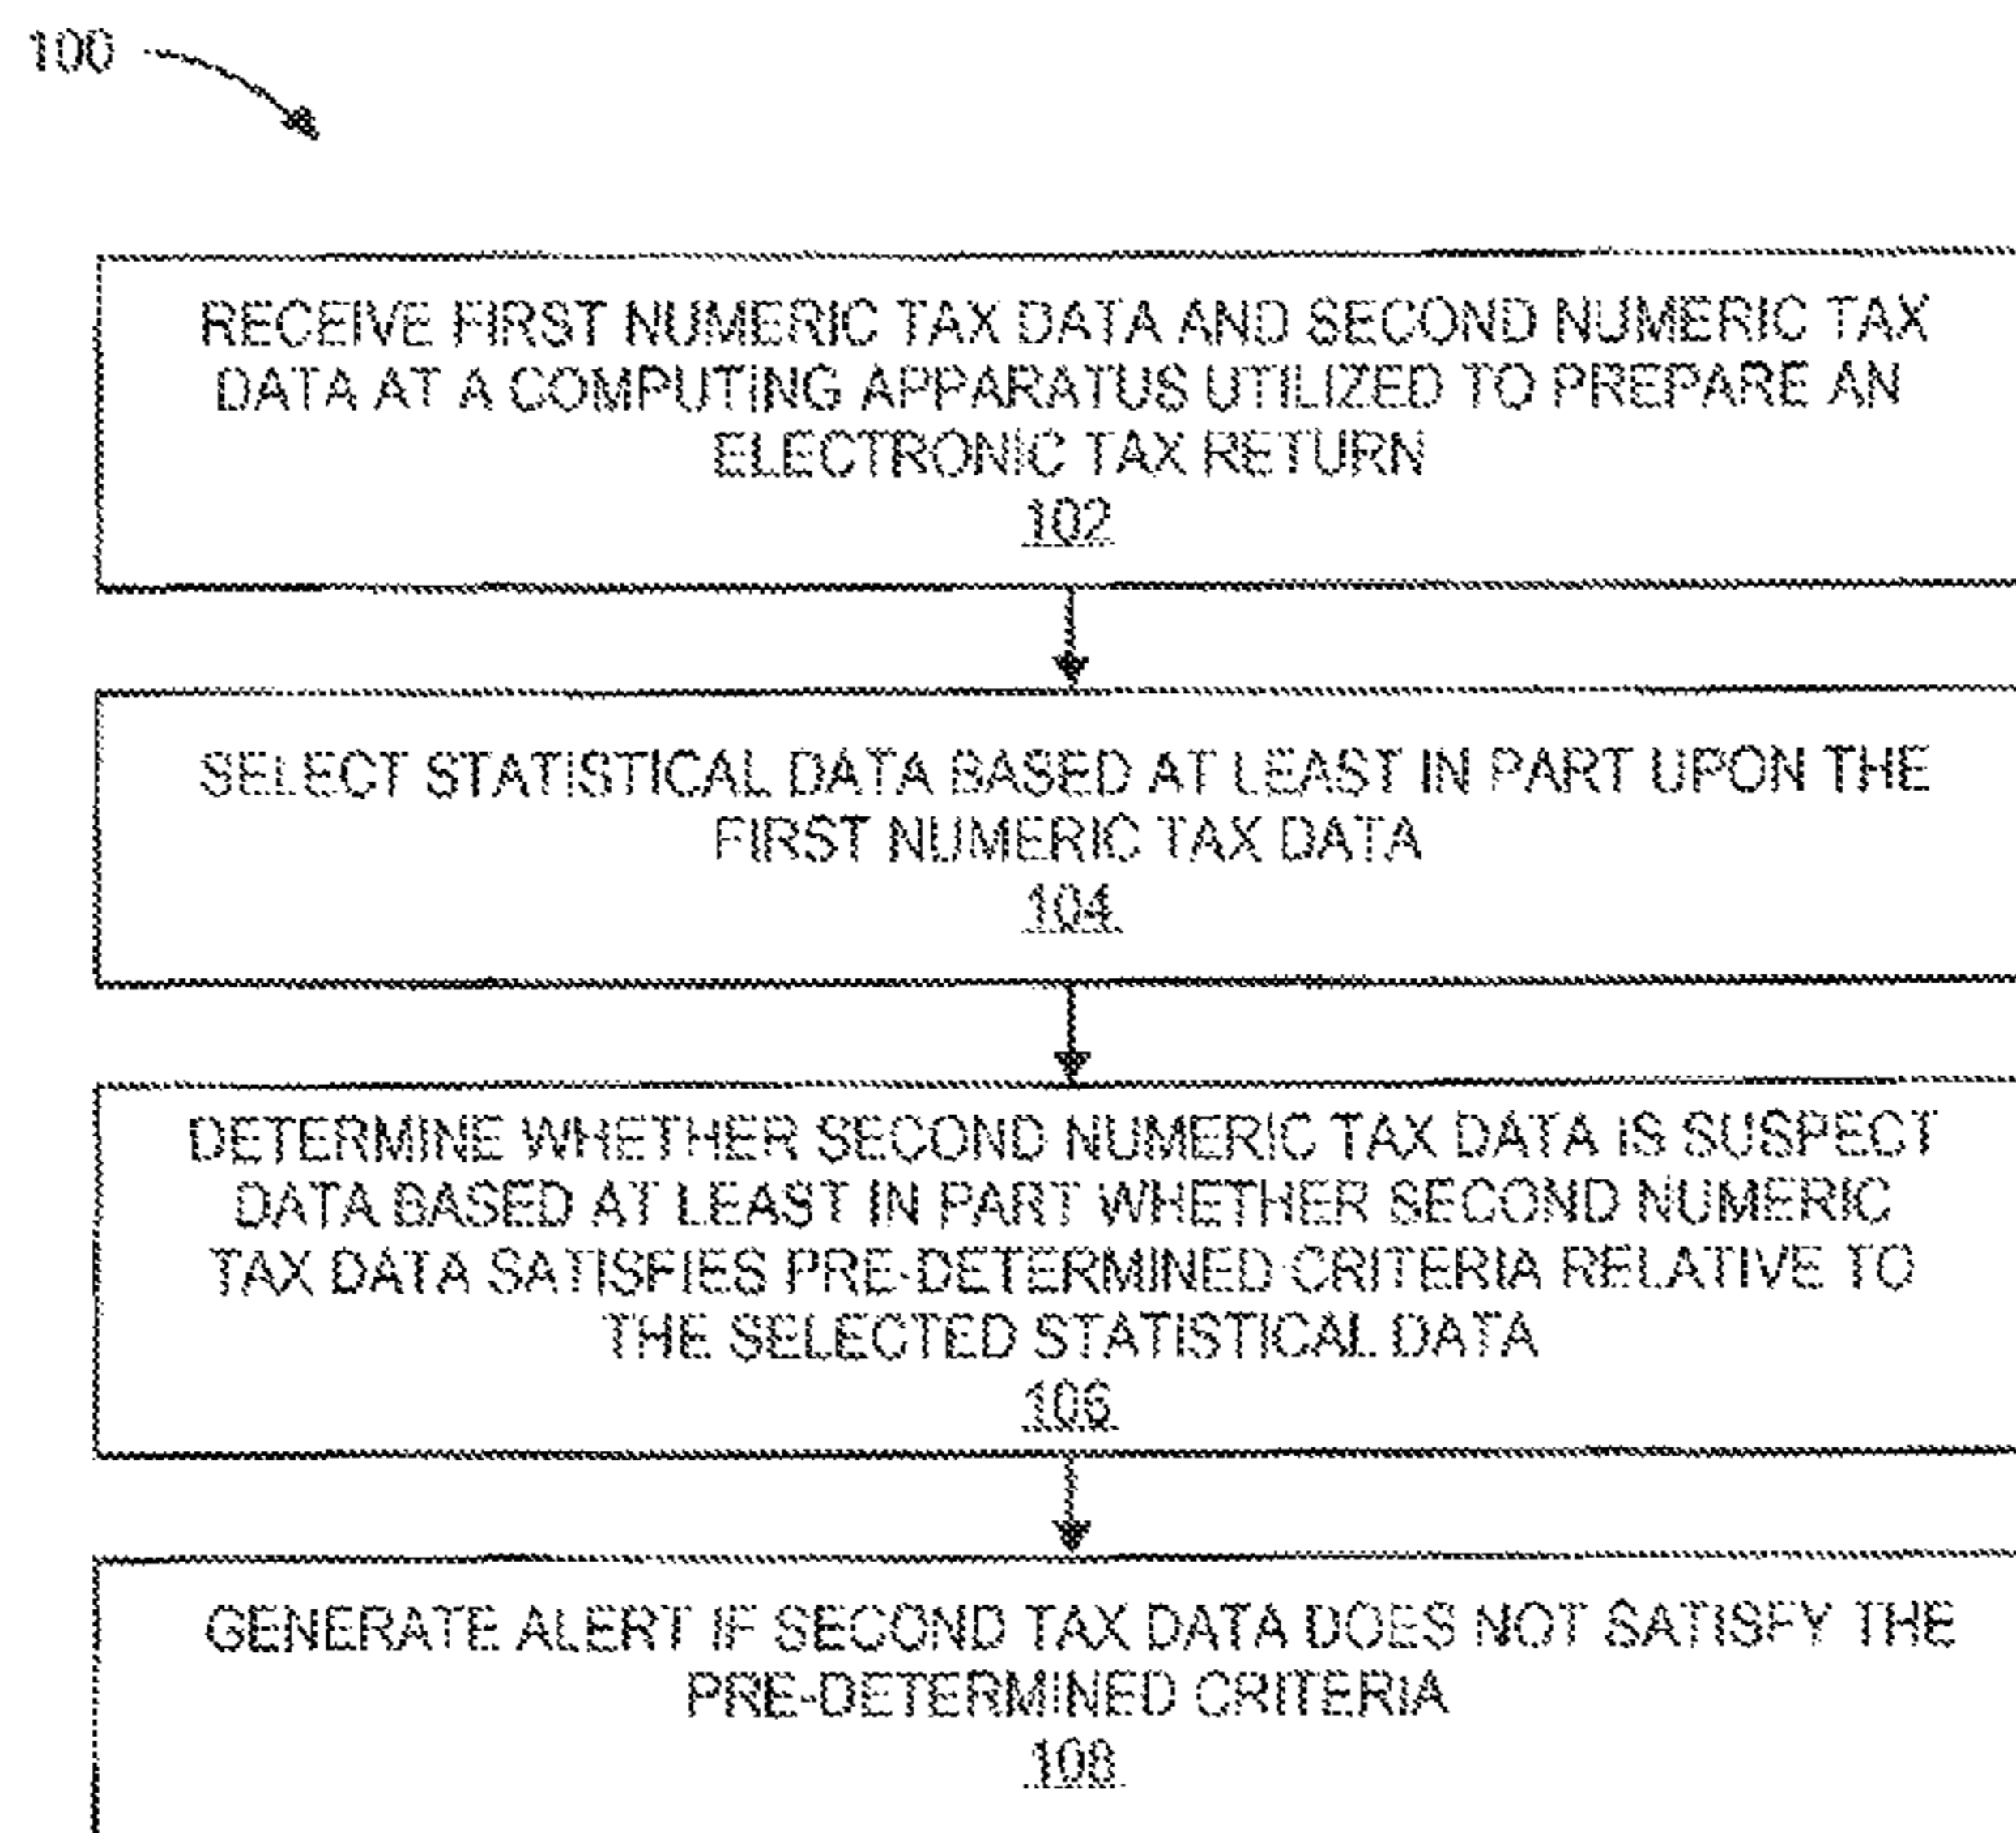 100
RECEIVE FIRST NUMERIC TAX DATA AND SECOND NUMERIC TAX
DATA AT A COMPUTING APPARATUS UTILIZED TO PREPARE AN
ELECTRONIC TAX RETURN
102
SELECT STATISTICAL DATA BASED AT LEAST IN PART UPON THE
FIRST NUMERIC TAX DATA
104
DETERMINE WHETHER SECOND NUMERIC TAX DATA IS SUSPECT
DATA BASED AT LEAST IN PART WHETHER SECOND NUMERIC
TAX DATA SATISFIES PRE-DETERMINED CRITERIA RELATIVE TO
THE SELECTED STATISTICAL DATA
106
GENERATE ALERT IF SECOND TAX DATA DOES NOT SATISFY THE
PRE-DETERMINED CRITERIA
108